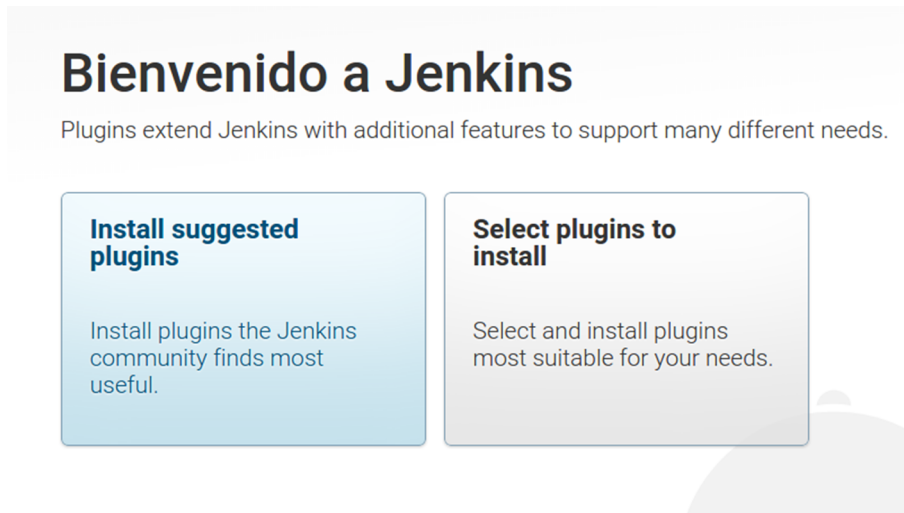 Bienvenido a Jenkins
Plugins extend Jenkins with additional features to support many different needs.
Install suggested
plugins
Install plugins the Jenkins
community finds most
useful.
Select plugins to
install
Select and install plugins
most suitable for your needs.